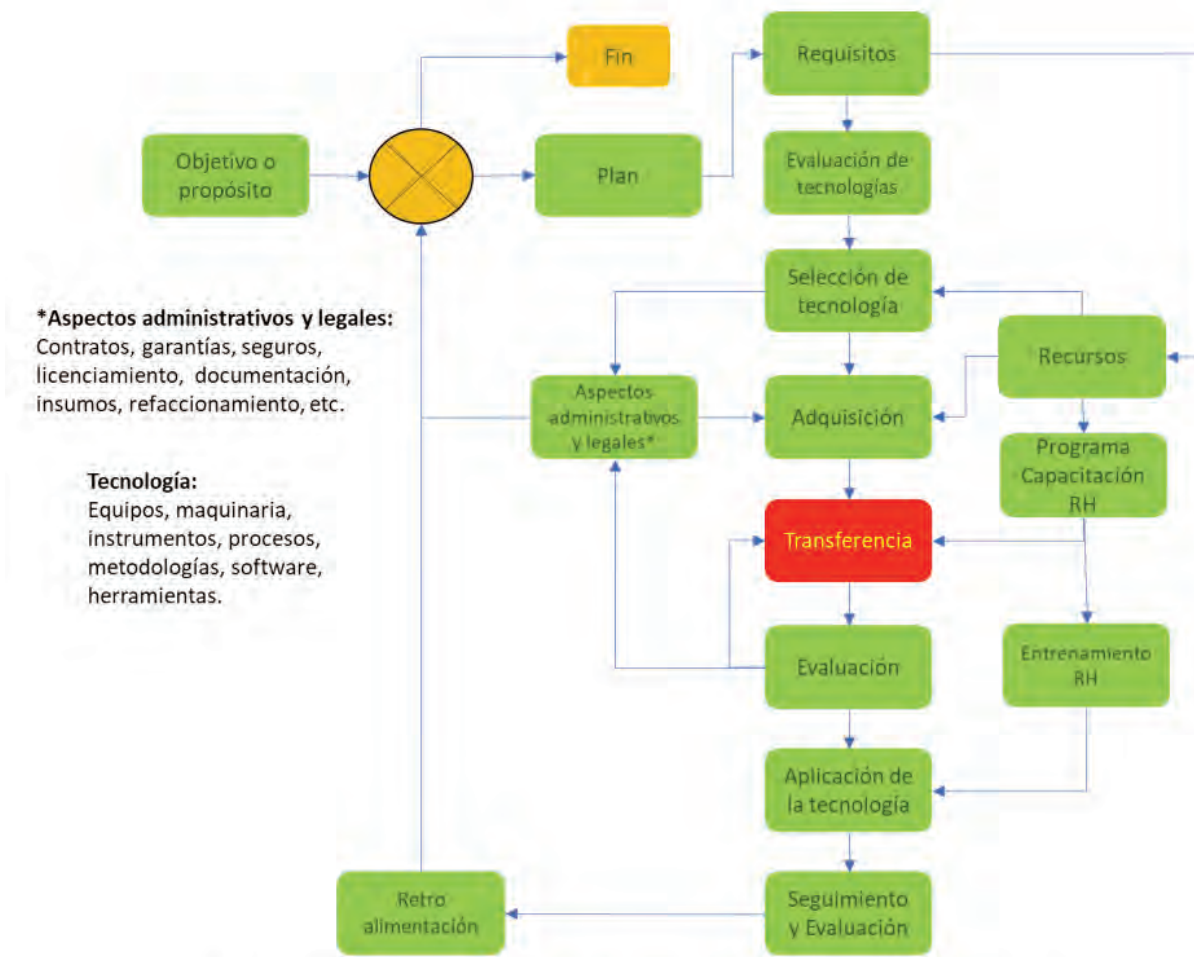 Fin
Requisitos
Objetivo o
propósito
Plan
Evaluación de
tecnologías
Selección de
tecnología
*Aspectos administrativos y legales:
Contratos, garantías, seguros,
licenciamiento, documentación,
insumos, refaccionamiento, etc.
Recursos
Aspectos
administrativos
y legales*
Adquisición
Programa
Capacitación
RH
Tecnología:
Equipos, maquinaria,
instrumentos, procesos,
metodologías, software,
herramientas.
Transferencia
Evaluación
Entrenamiento
RH
Aplicación de
la tecnología
Retro
alimentación
Seguimiento
y Evaluación